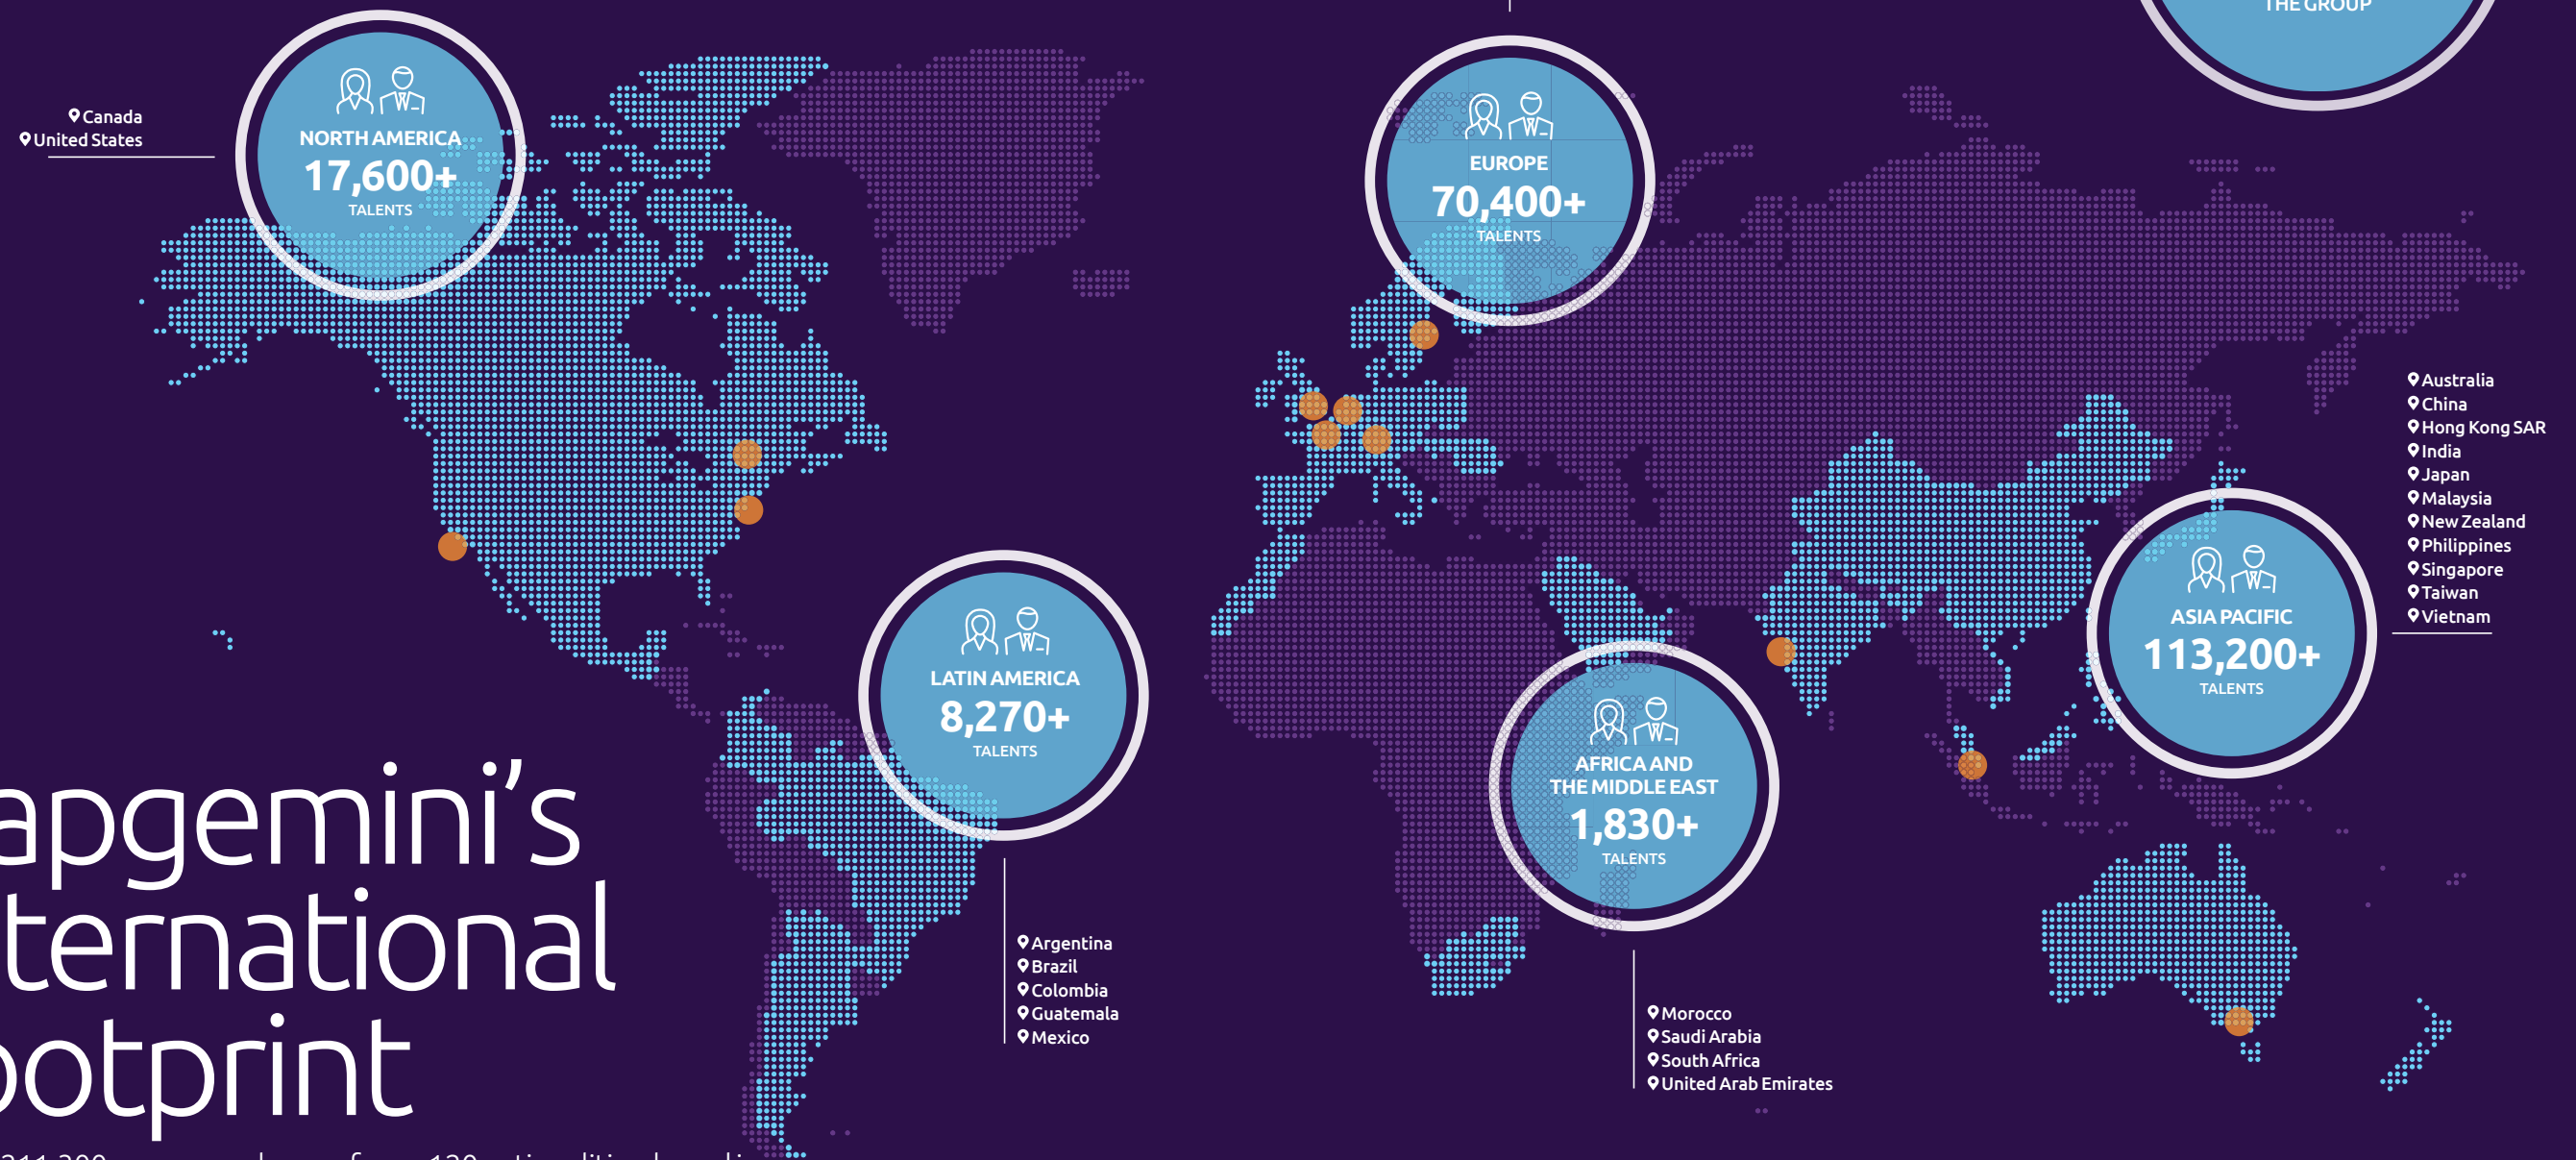 THE GROUP
Canada
United States
NORTH AMERICA
17,600+
TALENTS
EUROPE
70,400+
TALENTS
Australia
China
Hong Kong SAR
India
Japan
Malaysia
New Zealand
Philippines
Singapore
Taiwan
Vietnam
ASIA PACIFIC
113,200+
TALENTS
LATIN AMERICA
8,270+
TALENTS
Argentina
Brazil
Colombia
Guatemala
Mexico
AFRICA AND
THE MIDDLE EAST
1,830+
TALENTS
Morocco
Saudi Arabia
South Africa
United Arab Emirates
apgemini's
ternational
ootprint